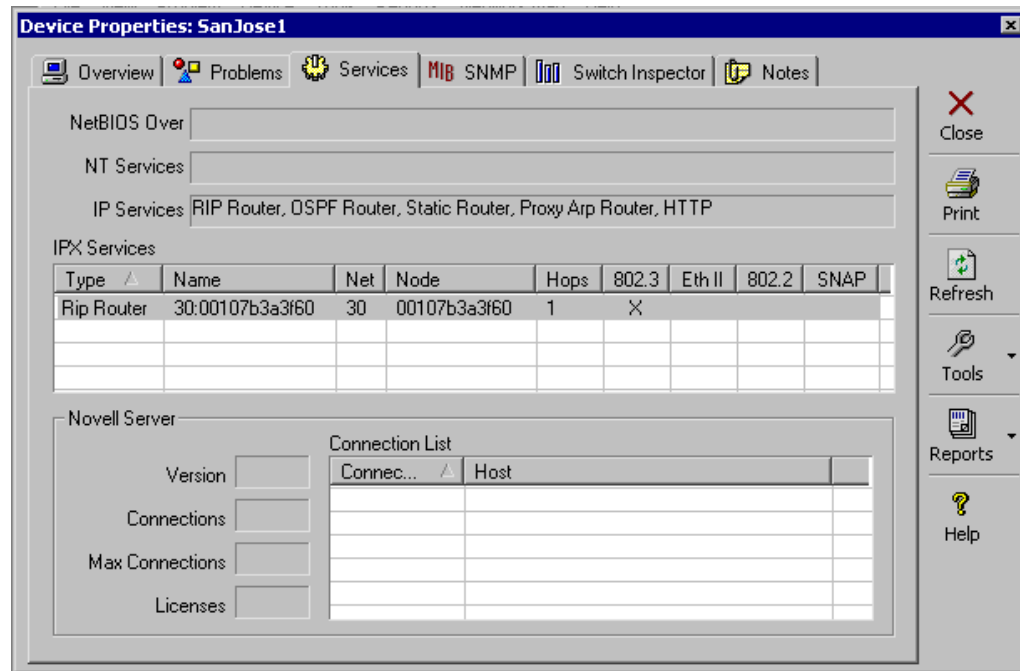 Device Properties: SanJose1
Overview Problems Services MIB SNMP Switch Inspector Notes
NetBIOS Over
NT Services
IP Services RIP Router, OSPF Router, Static Router, Proxy Arp Router, HTTP
IPX Services
Type Name Net Node Hops 802.3 Eth II 802.2 SNAP
Rip Router 30:00107b3a3f60 30 00107b3a3f60 1 X
Novell Server
Connection List
Connec... Host
Version
Connections
Max Connections
Licenses
Close
Print
Refresh
Tools
Reports
Help